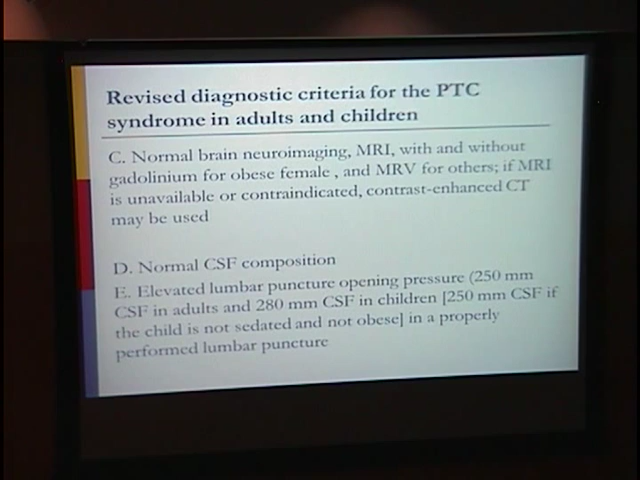 Revised diagnostic criteria for the PTC
syndrome in adults and children
C. Normal brain neuroimaging, MRI, with and without
gadolinium for obese female , and MRV for others; if MRI
is unavailable or contraindicated, contrast-enhanced CT
may be used
D. Normal CSF composition
E. Elevated lumbar puncture opening pressure (250 mm
CSF in adults and 280 mm CSF in children [250 mm CSF if
the child is not sedated and not obese] in a properly
performed lumbar puncture